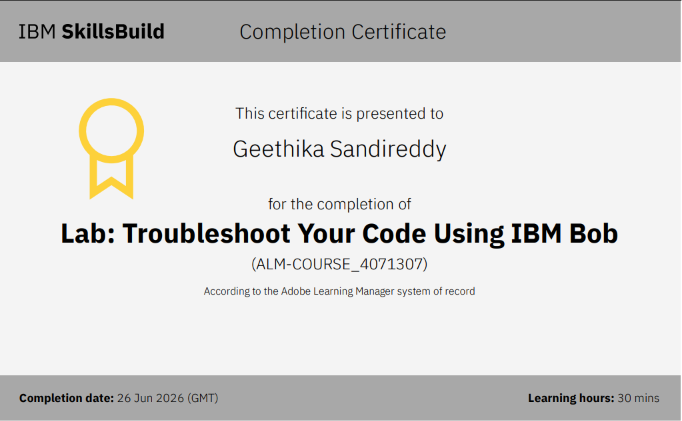 IBM SkillsBuild
Completion Certificate
This certificate is presented to
Geethika Sandireddy
for the completion of
Lab: Troubleshoot Your Code Using IBM Bob
(ALM-COURSE_4071307)
According to the Adobe Learning Manager system of record
Completion date: 26 Jun 2026 (GMT)
Learning hours: 30 mins